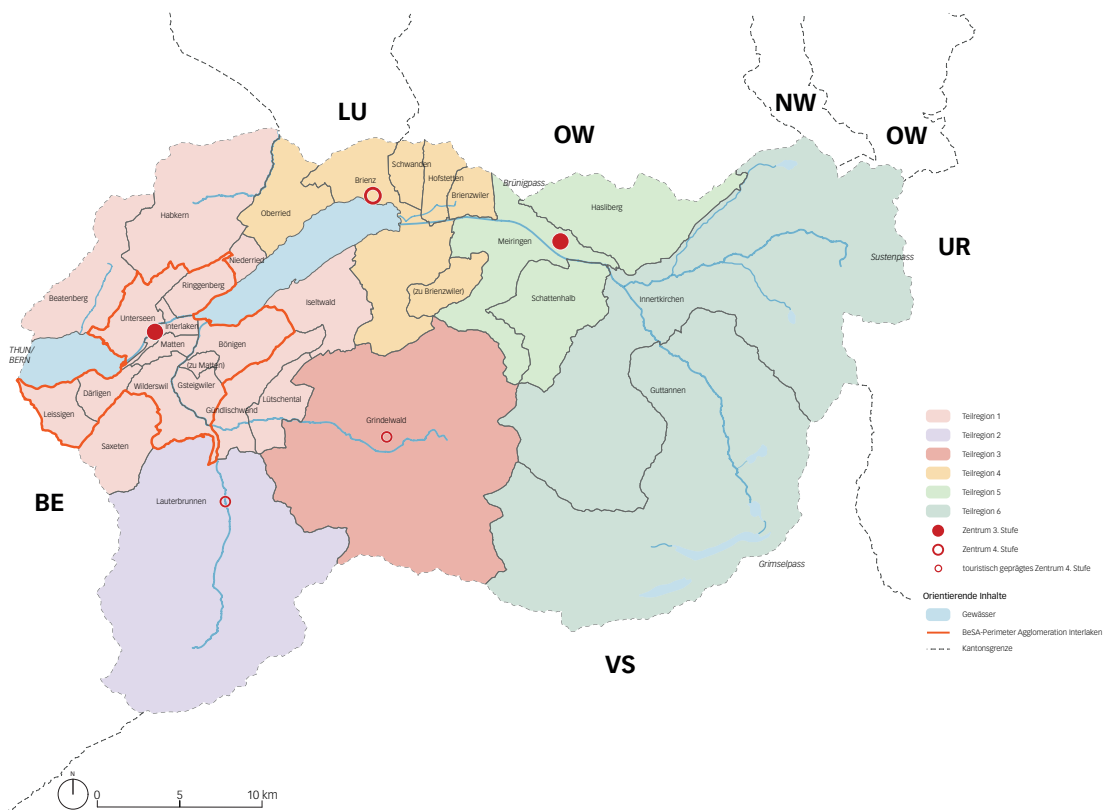 LU
NW
OW
OW
Schwanden
Brienz
Hofstetten
Brünigpass
Brienzwiler
Hasliberg
Habkern
Oberried
Meiringen
UR
Sustenpass
Niederried
Ringgenberg
(zu Brienzwiler)
Beatenberg
Iseltwald
Schattenhalb
Innertkirchen
Unterseen
Interlaken
Matten
Bönigen
THUN/
BERN
(zu Matten)
Därligen
Wilderswil
Gsteigwiler
Guttannen
Leissigen
Gündlischwand
Lütschental
Grindelwald
Saxeten
BE
Lauterbrunnen
Grimselpass
VS
Teilregion 1
Teilregion 2
Teilregion 3
Teilregion 4
Teilregion 5
Teilregion 6
Zentrum 3. Stufe
Zentrum 4. Stufe
touristisch geprägtes Zentrum 4. Stufe
Orientierende Inhalte
Gewässer
BeSA-Perimeter Agglomeration Interlaken
Kantonsgrenze
N
0 5 10 km